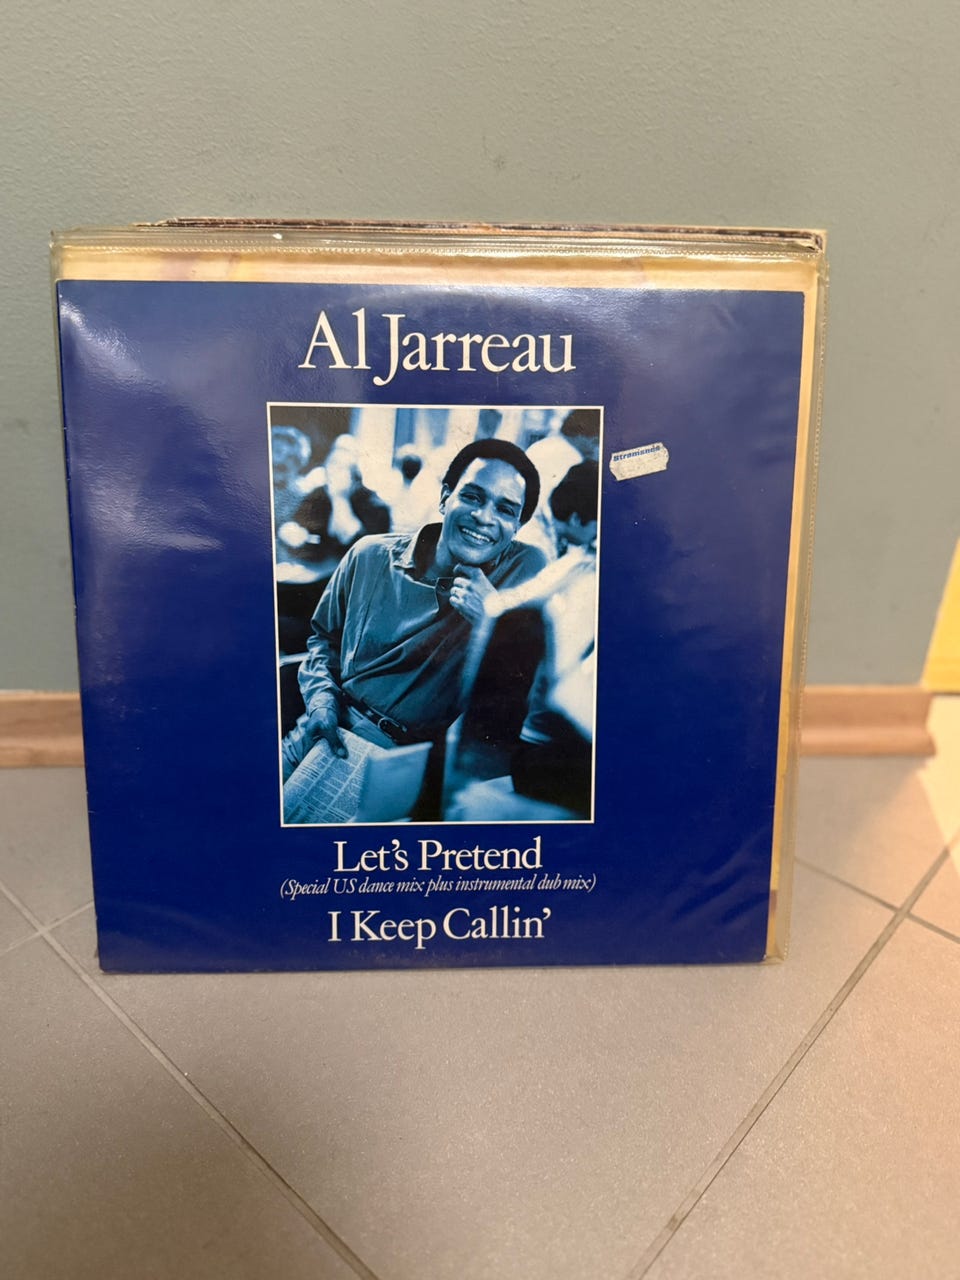 Al Jarreau
Let's Pretend
(Special US dance mix plus instrumental dub mix)
I Keep Callin'